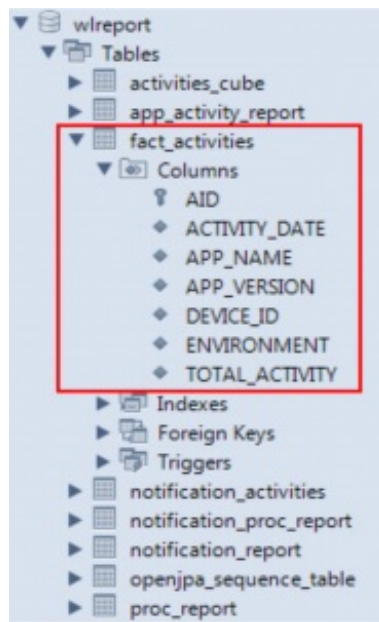 wlreport
Tables
activities_cube
app_activity_report
fact_activities
Columns
AID
ACTIVITY_DATE
APP_NAME
APP_VERSION
DEVICE_ID
ENVIRONMENT
TOTAL_ACTIVITY
Indexes
Foreign Keys
Triggers
notification_activities
notification_proc_report
notification_report
openjpa_sequence_table
proc_report